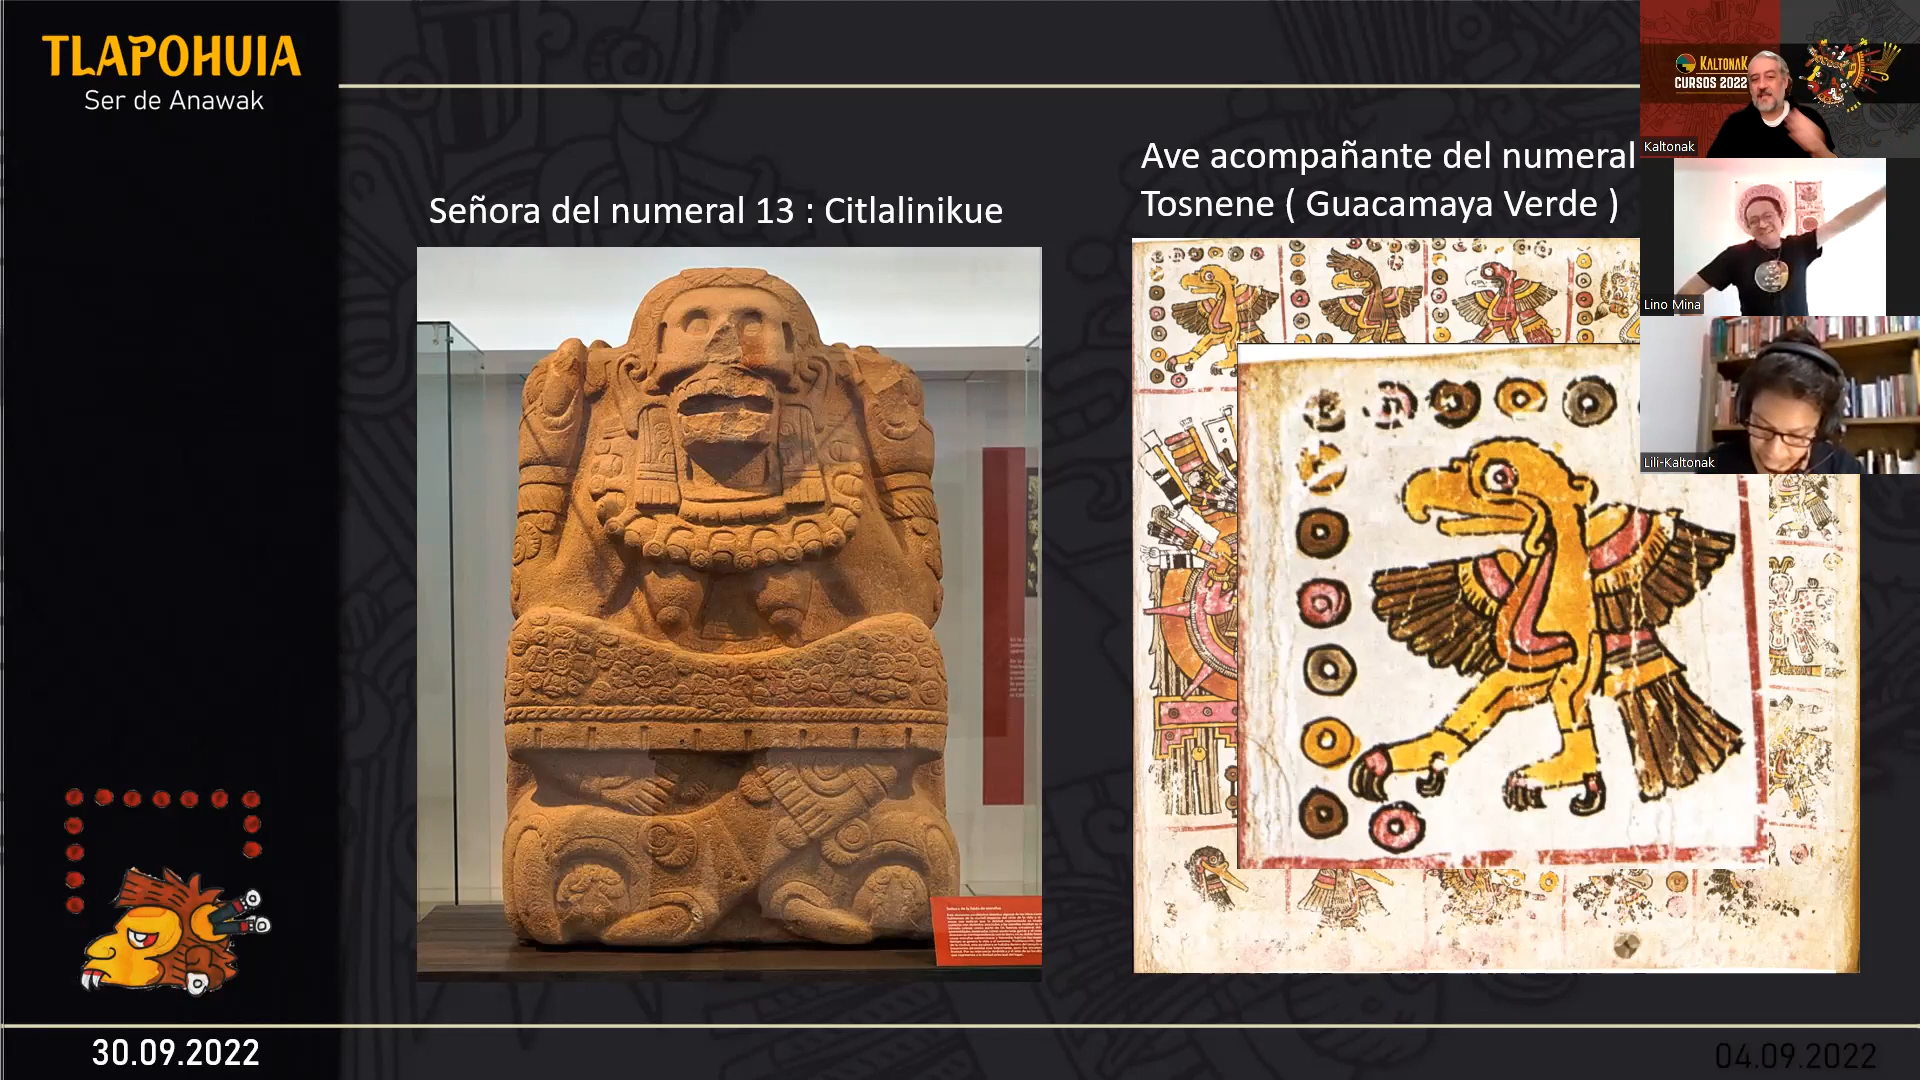 TLAPOHUIA
Ser de Anawak
Señora del numeral 13 : Citlalinikue
Ave acompañante del numeral
Tosnene ( Guacamaya Verde )
KALTONAK
CURSOS 2022
Kaltonak
Lino Mina
Lili-Kaltonak
30.09.2022
04.09.2022